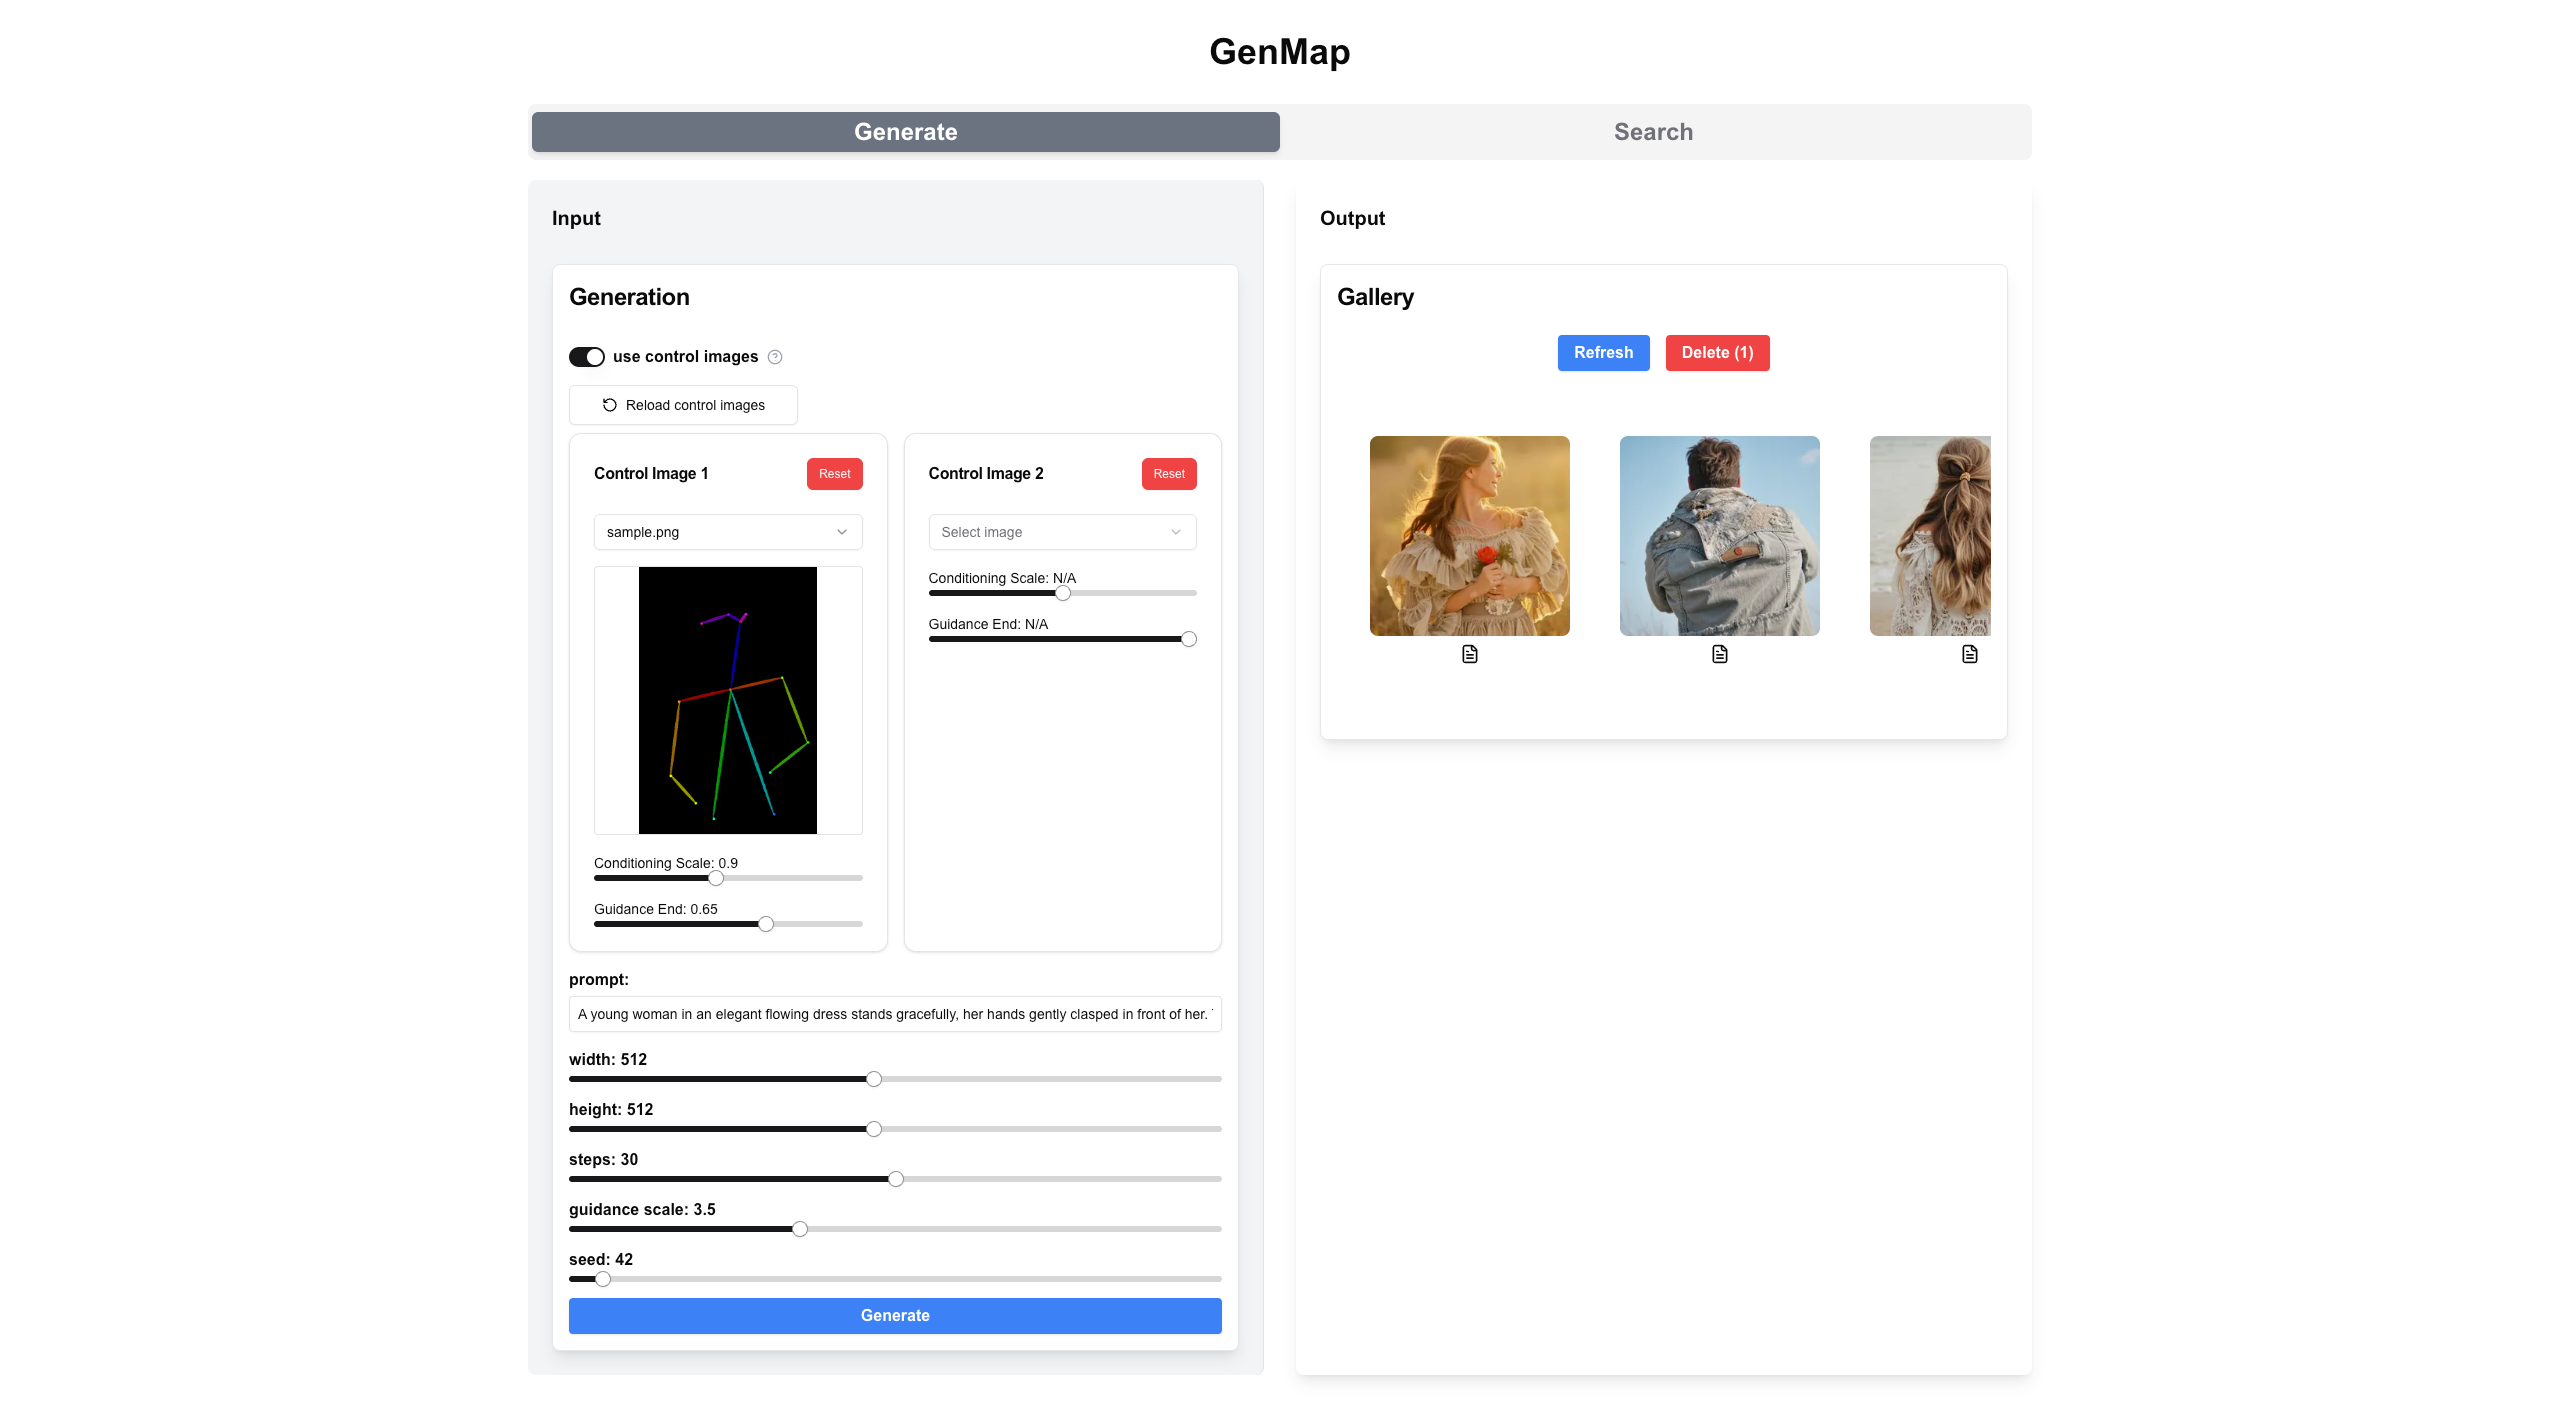 GenMap
Generate
Search
Input
Generation
use control images
Reload control images
Control Image 1
Reset
sample.png
Conditioning Scale: 0.9
Guidance End: 0.65
Control Image 2
Reset
Select image
Conditioning Scale: N/A
Guidance End: N/A
prompt:
A young woman in an elegant flowing dress stands gracefully, her hands gently clasped in front of her.
width: 512
height: 512
steps: 30
guidance scale: 3.5
seed: 42
Generate
Output
Gallery
Refresh
Delete (1)